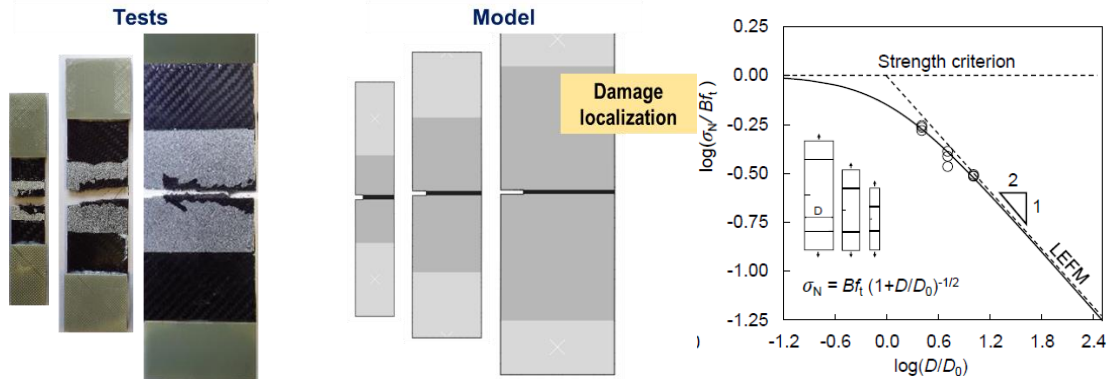 Tests
Model
Damage
localization
log(σN/ Bft)
0.00
-0.25
-0.50
-0.75
-1.00
-1.25
Strength criterion
2
1
LEFM
D
σN = Bft (1+D/D0)-1/2
-1.2
-0.6
0.0
0.6
1.2
1.8
2.4
log(D/D0)
)